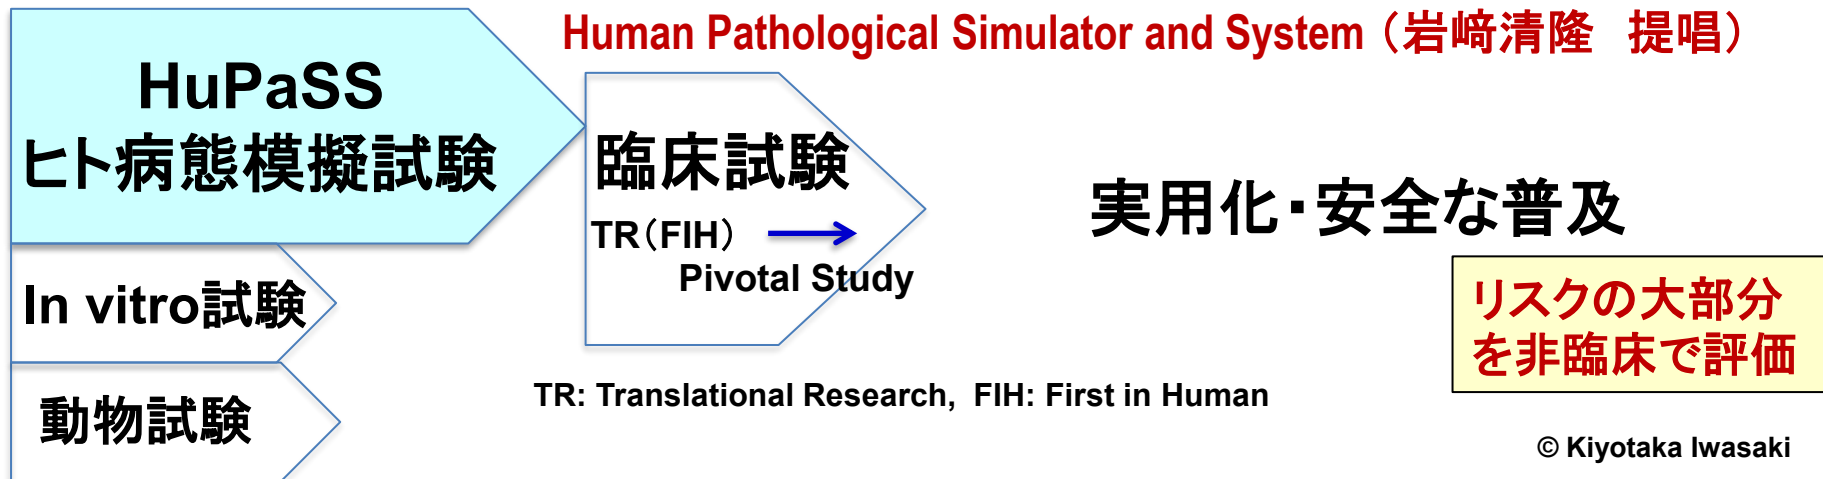 Human Pathological Simulator and System（岩﨑清隆　提唱）
HuPaSS
ヒト病態模擬試験
臨床試験
TR（FIH）
Pivotal Study
実用化・安全な普及
In vitro試験
リスクの大部分
を非臨床で評価
動物試験
TR: Translational Research, FIH: First in Human
© Kiyotaka Iwasaki